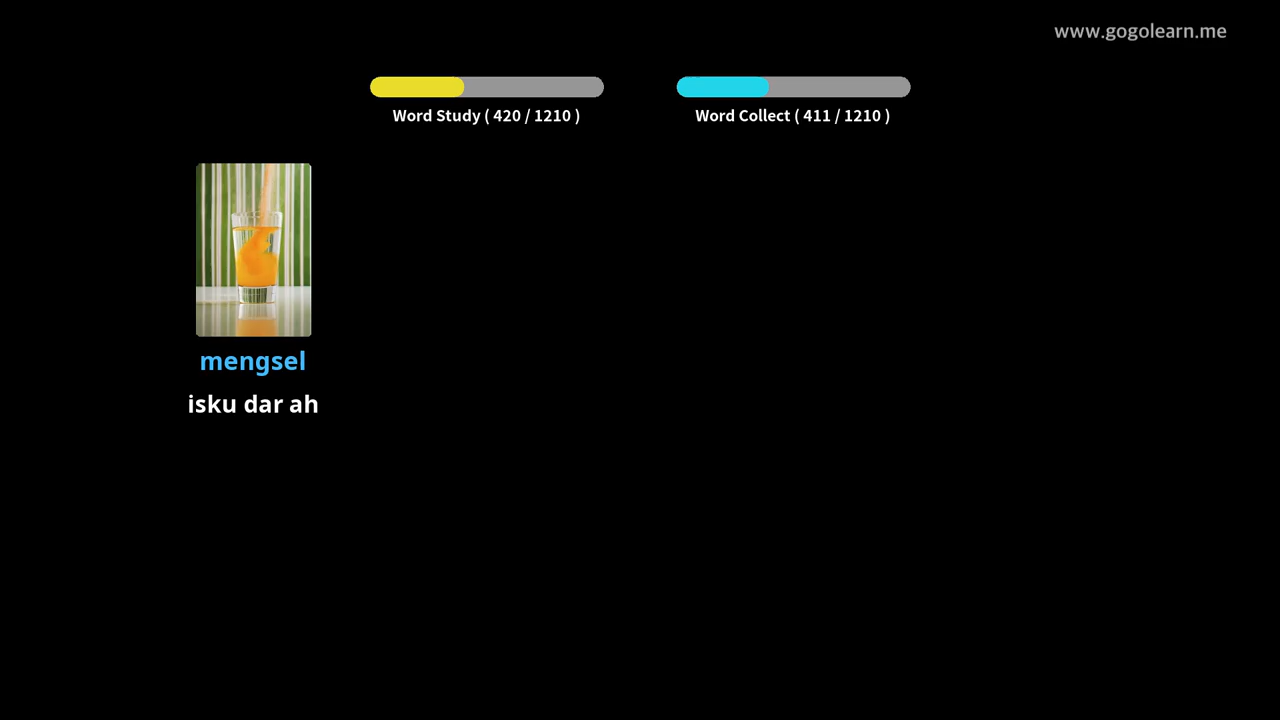 www.gogolearn.me
Word Study ( 420 / 1210 )
Word Collect ( 411 / 1210 )
mengsel
isku dar ah